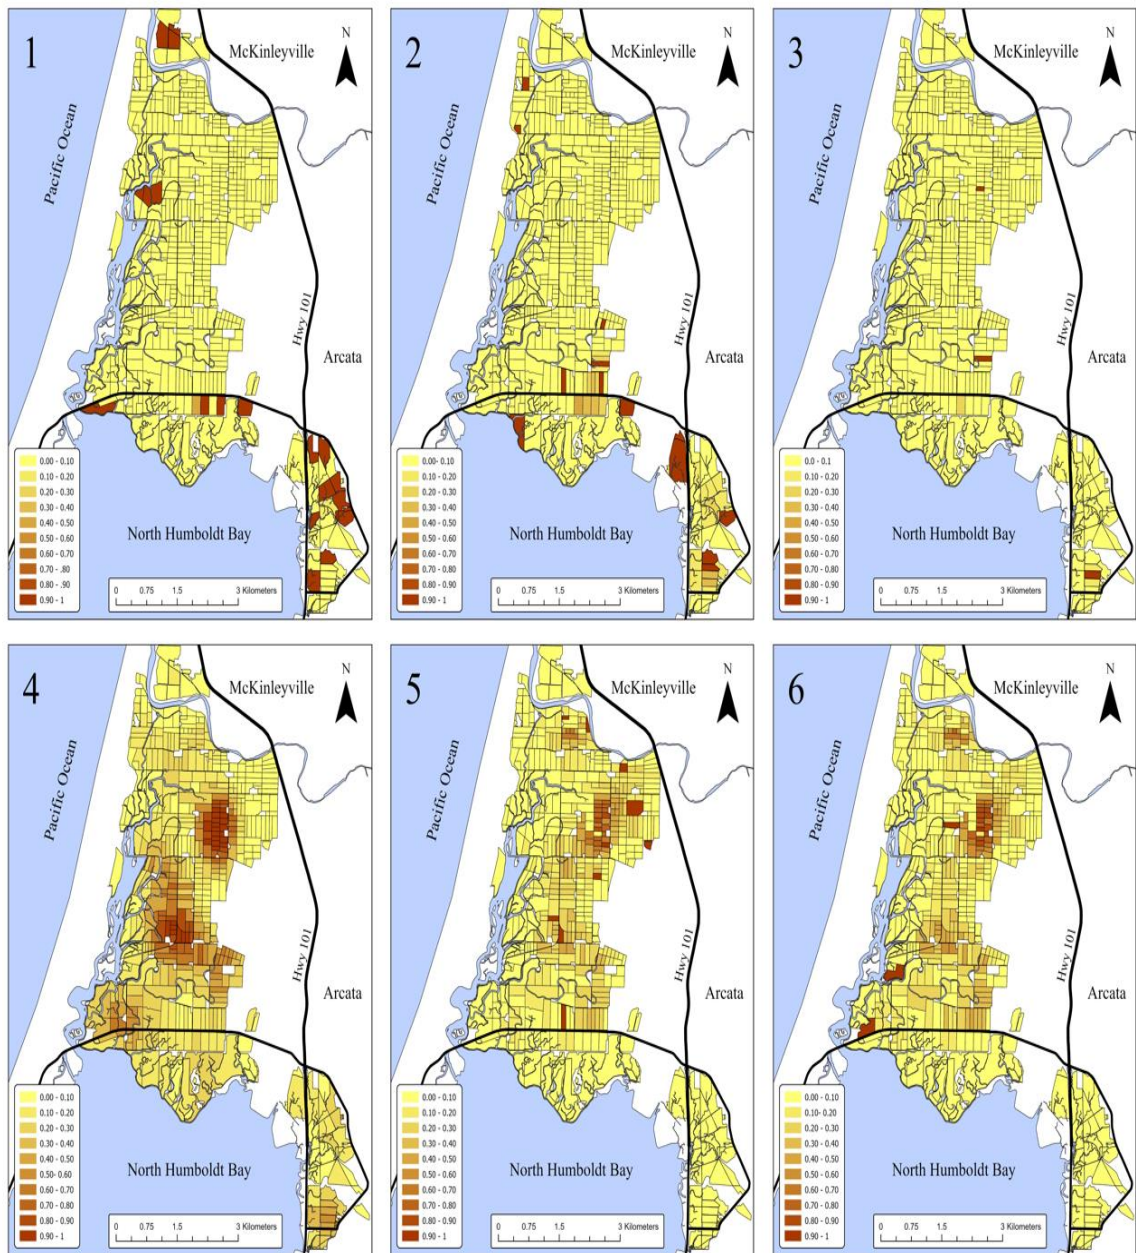 1
McKinleyville
N
Pacific Ocean
Hwy 101
Arcata
0.00 - 0.10
0.10 - 0.20
0.20 - 0.30
0.30 - 0.40
0.40 - 0.50
0.50 - 0.60
0.60- 0.70
0.70 - .80
0.80- .90
0.90 - 1
North Humboldt Bay
0 0.75 1.5 3 Kilometers
2
McKinleyville
N
Pacific Ocean
Hwy 101
Arcata
0.00- 0.10
0.10 - 0.20
0.20 - 0.30
0.30 - 0.40
0.40 - 0.50
0.50 - 0.60
0.60 - 0.70
0.70 - 0.80
0.80 - 0.90
0.90 - 1
North Humboldt Bay
0 0.75 1.5 3 Kilometers
3
McKinleyville
N
Pacific Ocean
Hwy 101
Arcata
0.0 - 0.1
0.10 - 0.20
0.20 - 0.30
0.30 - 0.40
0.40 - 0.50
0.50 - 0.60
0.60 - 0.70
0.70 - 0.80
0.80 - 0.90
0.90 - 1
North Humboldt Bay
0 0.75 1.5 3 Kilometers
4
McKinleyville
N
Pacific Ocean
Hwy 101
Arcata
0.00 - 0.10
0.10 - 0.20
0.20 - 0.30
0.30 - 0.40
0.40 - 0.50
0.50- 0.60
0.60 - 0.70
0.70 - 0.80
0.80 - 0.90
0.90 - 1
North Humboldt Bay
0 0.75 1.5 3 Kilometers
5
McKinleyville
N
Pacific Ocean
Hwy 101
Arcata
0.00 - 0.10
0.10 - 0.20
0.20 - 0.30
0.30 - 0.40
0.40 - 0.50
0.50 - 0.60
0.60 - 0.70
0.70 - 0.80
0.80 - 0.90
0.90 - 1
North Humboldt Bay
0 0.75 1.5 3 Kilometers
6
McKinleyville
N
Pacific Ocean
Hwy 101
Arcata
0.00 - 0.10
0.10- 0.20
0.20 - 0.30
0.30 - 0.40
0.40 - 0.50
0.50 - 0.60
0.60 - 0.70
0.70 - 0.80
0.80 - 0.90
0.90 - 1
North Humboldt Bay
0 0.75 1.5 3 Kilometers